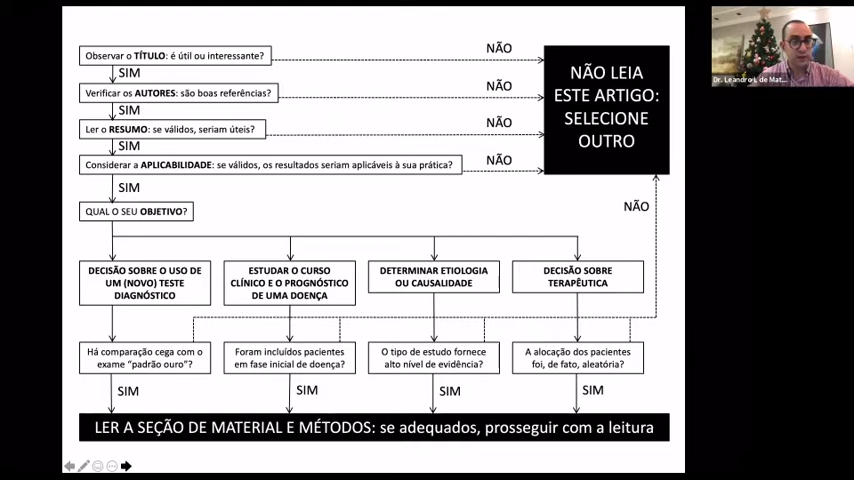 Observar o TÍTULO: é útil ou interessante?
NÃO
SIM
Verificar os AUTORES: são boas referências?
NÃO
SIM
Ler o RESUMO: se válidos, seriam úteis?
NÃO
SIM
Considerar a APLICABILIDADE: se válidos, os resultados seriam aplicáveis à sua prática?
NÃO
NÃO LEIA
ESTE ARTIGO:
SELECIONE
OUTRO
SIM
NÃO
QUAL O SEU OBJETIVO?
DECISÃO SOBRE O USO DE
UM (NOVO) TESTE
DIAGNÓSTICO
ESTUDAR O CURSO
CLÍNICO E O PROGNÓSTICO
DE UMA DOENÇA
DETERMINAR ETIOLOGIA
OU CAUSALIDADE
DECISÃO SOBRE
TERAPÊUTICA
Há comparação cega com o
exame “padrão ouro”?
Foram incluídos pacientes
em fase inicial de doença?
O tipo de estudo fornece
alto nível de evidência?
A alocação dos pacientes
foi, de fato, aleatória?
SIM
SIM
SIM
SIM
LER A SEÇÃO DE MATERIAL E MÉTODOS: se adequados, prosseguir com a leitura
Dr. Leandro L de Mat...